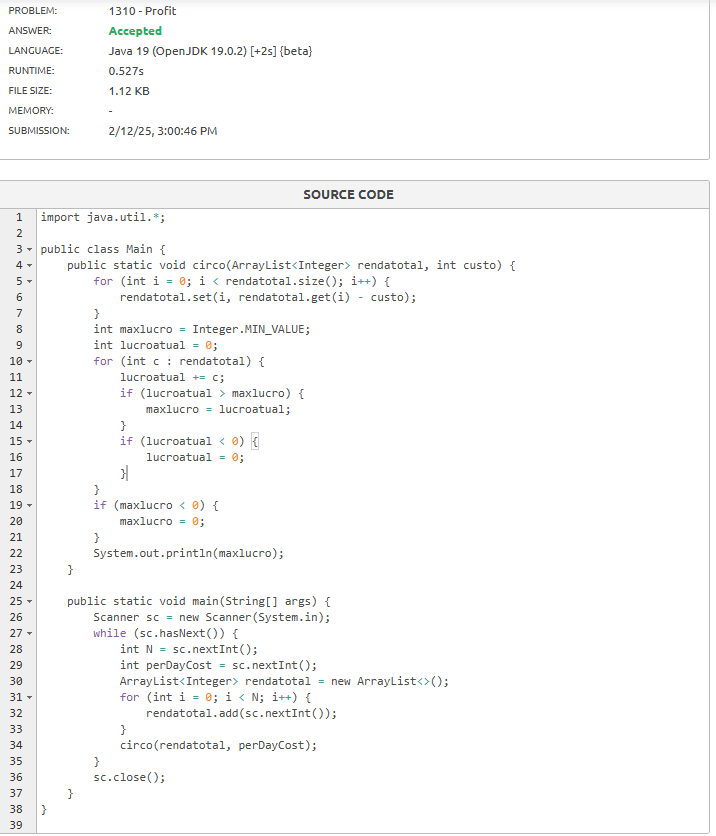 PROBLEM: 1310 - Profit
ANSWER: Accepted
LANGUAGE: Java 19 (OpenJDK 19.0.2) [+2s] {beta}
RUNTIME: 0.527s
FILE SIZE: 1.12 KB
MEMORY: -
SUBMISSION: 2/12/25, 3:00:46 PM
SOURCE CODE
1 import java.util.*;
2
3 public class Main {
4     public static void circo(ArrayList<Integer> rendatotal, int custo) {
5         for (int i = 0; i < rendatotal.size(); i++) {
6             rendatotal.set(i, rendatotal.get(i) - custo);
7         }
8         int maxlucro = Integer.MIN_VALUE;
9         int lucroatual = 0;
10         for (int c : rendatotal) {
11             lucroatual += c;
12             if (lucroatual > maxlucro) {
13                 maxlucro = lucroatual;
14             }
15             if (lucroatual < 0) {
16                 lucroatual = 0;
17             }
18         }
19         if (maxlucro < 0) {
20             maxlucro = 0;
21         }
22         System.out.println(maxlucro);
23     }
24
25     public static void main(String[] args) {
26         Scanner sc = new Scanner(System.in);
27         while (sc.hasNext()) {
28             int N = sc.nextInt();
29             int perDayCost = sc.nextInt();
30             ArrayList<Integer> rendatotal = new ArrayList<>();
31             for (int i = 0; i < N; i++) {
32                 rendatotal.add(sc.nextInt());
33             }
34             circo(rendatotal, perDayCost);
35         }
36         sc.close();
37     }
38 }
39